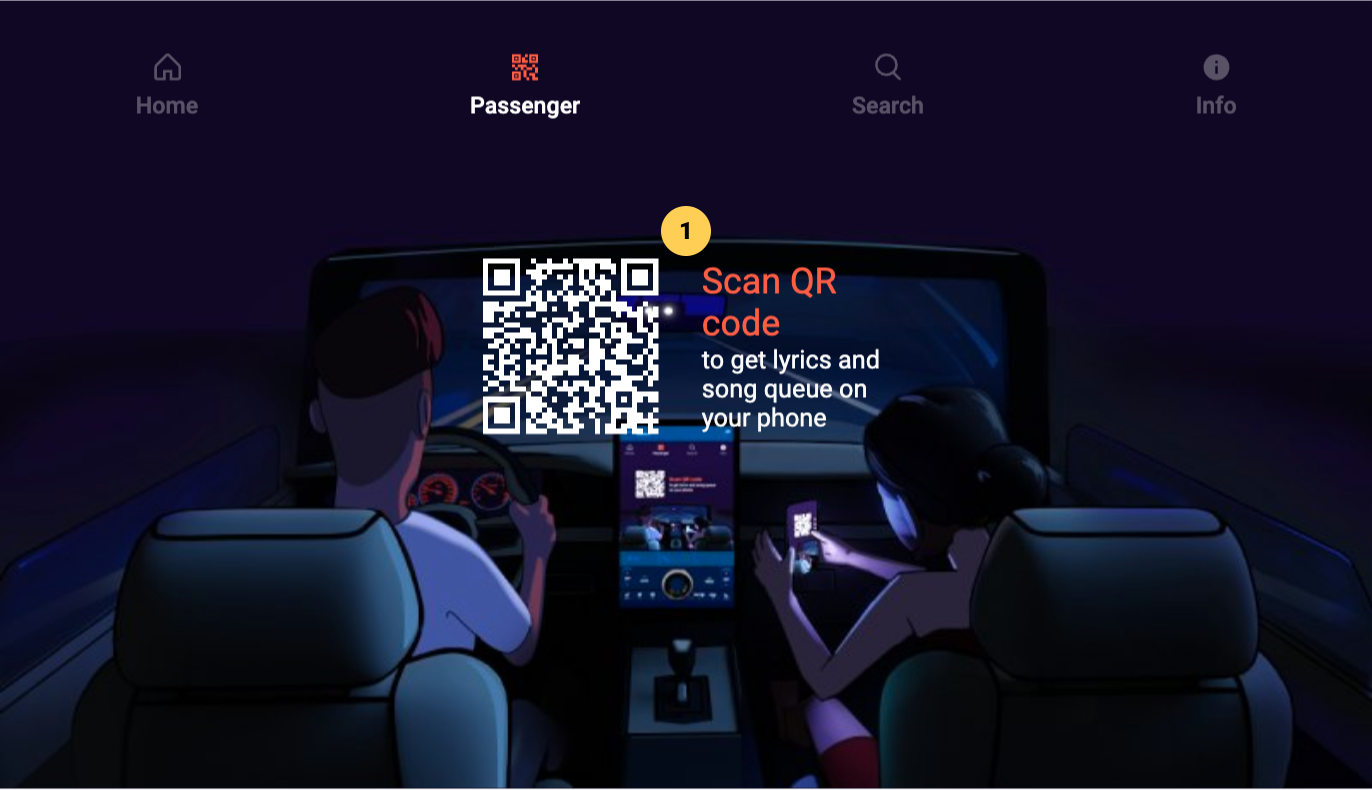 Home
Passenger
Search
Info
1
Scan QR
code
to get lyrics and
song queue on
your phone